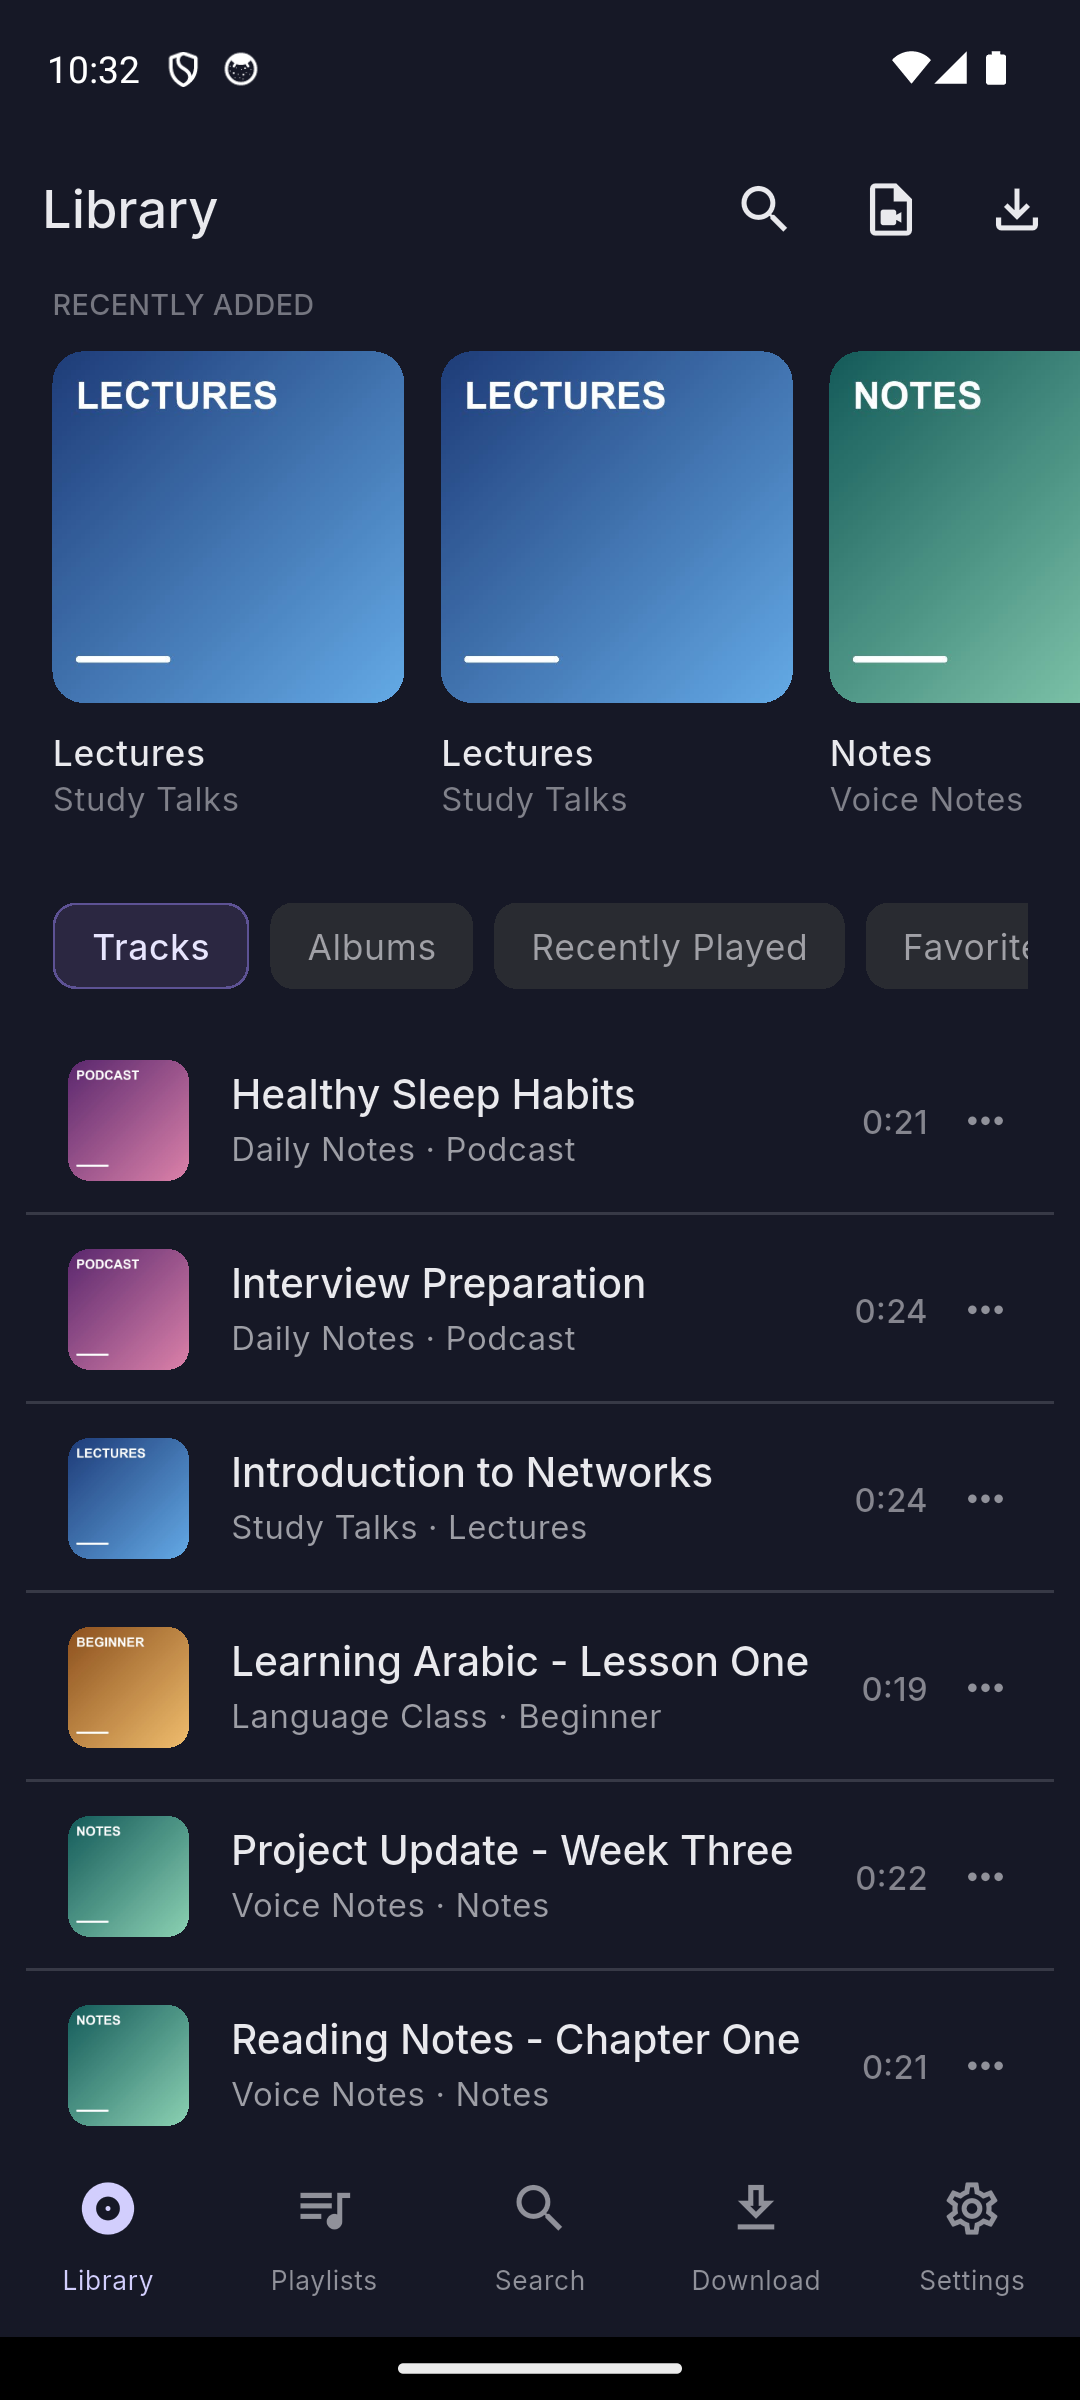 10:32
Library
RECENTLY ADDED
LECTURES
LECTURES
NOTES
Lectures
Study Talks
Lectures
Study Talks
Notes
Voice Notes
Tracks
Albums
Recently Played
Favorite
PODCAST
Healthy Sleep Habits
Daily Notes · Podcast
0:21
PODCAST
Interview Preparation
Daily Notes · Podcast
0:24
LECTURES
Introduction to Networks
Study Talks · Lectures
0:24
BEGINNER
Learning Arabic - Lesson One
Language Class · Beginner
0:19
NOTES
Project Update - Week Three
Voice Notes · Notes
0:22
NOTES
Reading Notes - Chapter One
Voice Notes · Notes
0:21
Library
Playlists
Search
Download
Settings